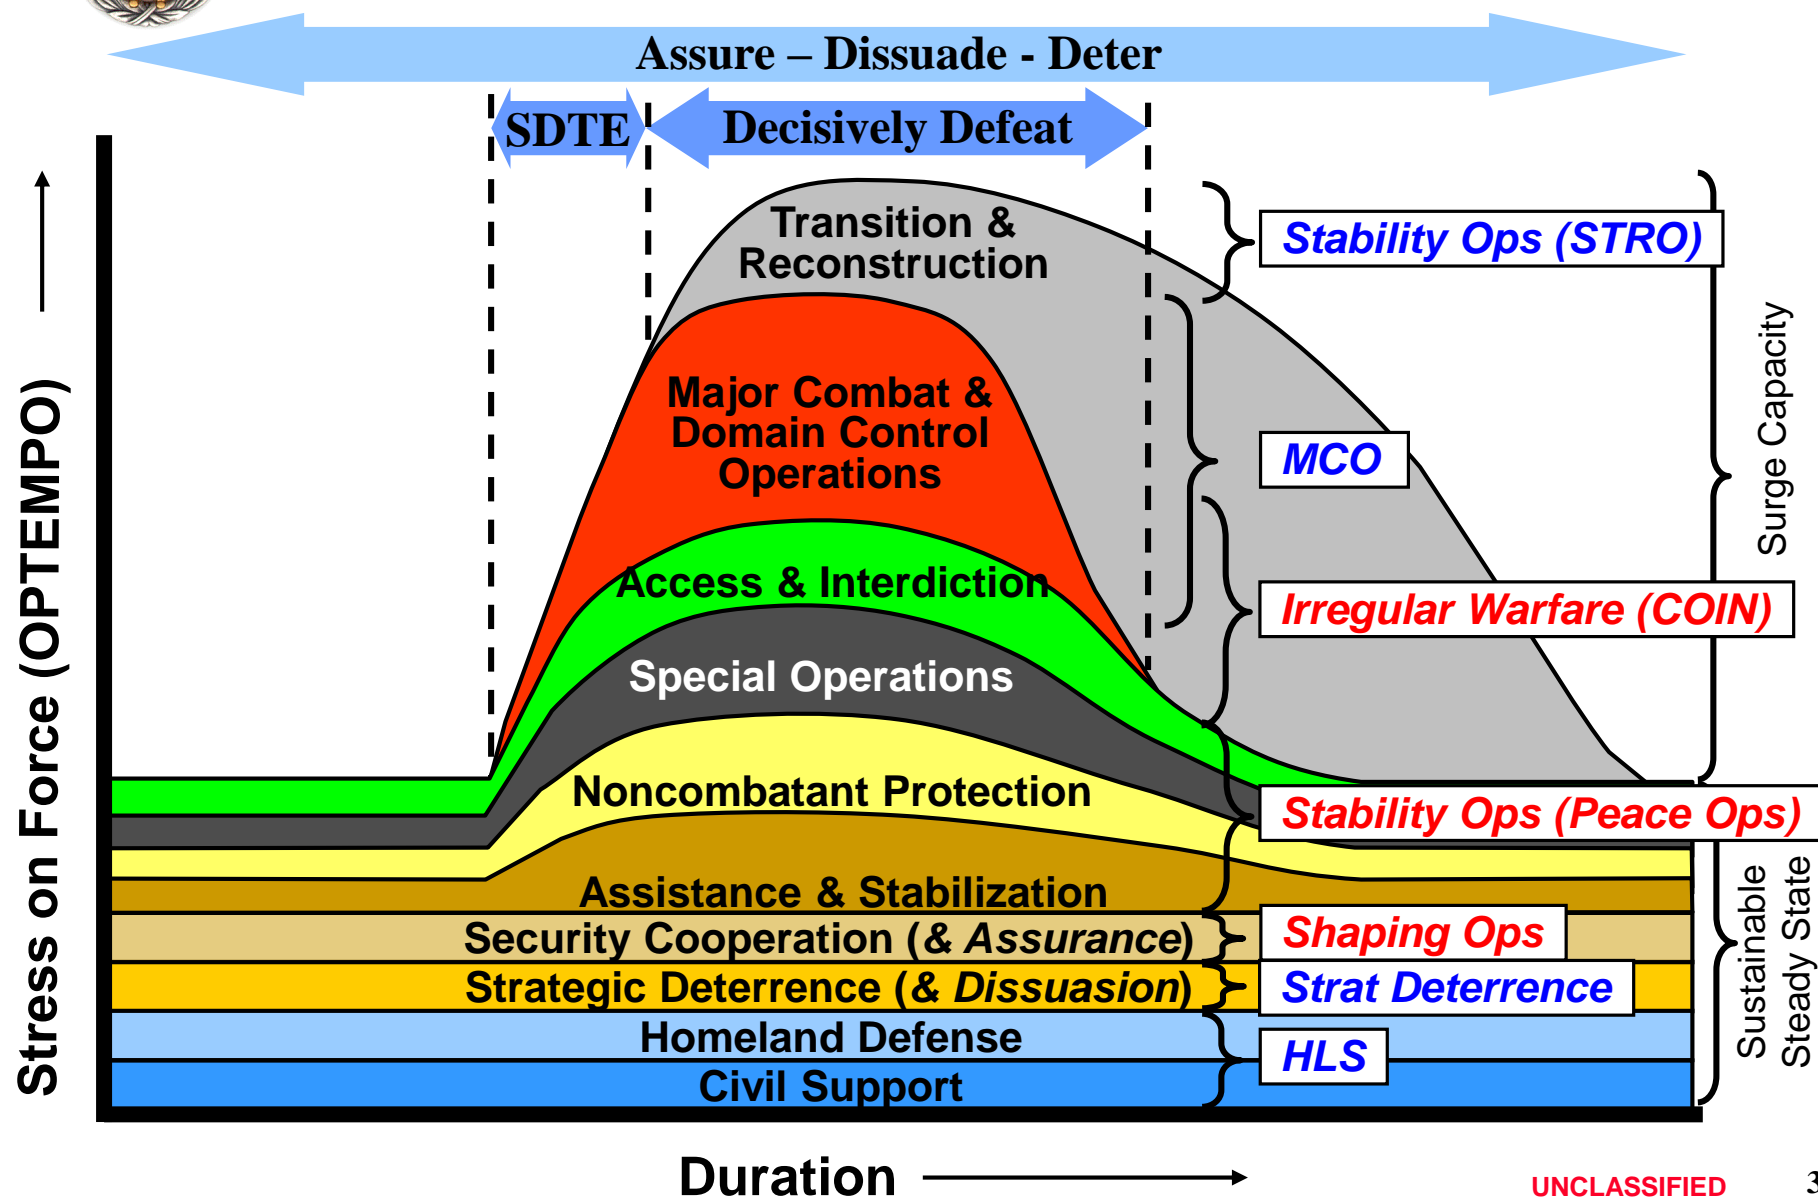 Assure – Dissuade - Deter
SDTE
Decisively Defeat
Stress on Force (OPTEMPO)
Transition &
Reconstruction
Major Combat &
Domain Control
Operations
Access & Interdiction
Special Operations
Noncombatant Protection
Assistance & Stabilization
Security Cooperation (& Assurance)
Strategic Deterrence (& Dissuasion)
Homeland Defense
Civil Support
Stability Ops (STRO)
MCO
Irregular Warfare (COIN)
Stability Ops (Peace Ops)
Shaping Ops
Strat Deterrence
HLS
Surge Capacity
Sustainable
Steady State
Duration
UNCLASSIFIED
3